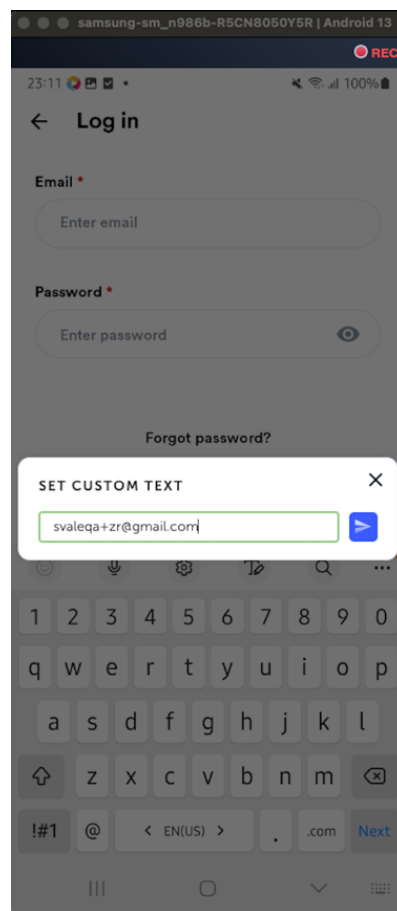 samsung-sm_n986b-R5CN8050Y5R | Android 13
REC
23:11 100%
Log in
Email *
Enter email
Password *
Enter password
Forgot password?
SET CUSTOM TEXT
svaleqa+zr@gmail.com
1 2 3 4 5 6 7 8 9 0
q w e r t y u i o p
a s d f g h j k l
z x c v b n m
!#1 @ < EN(US) > . .com Next